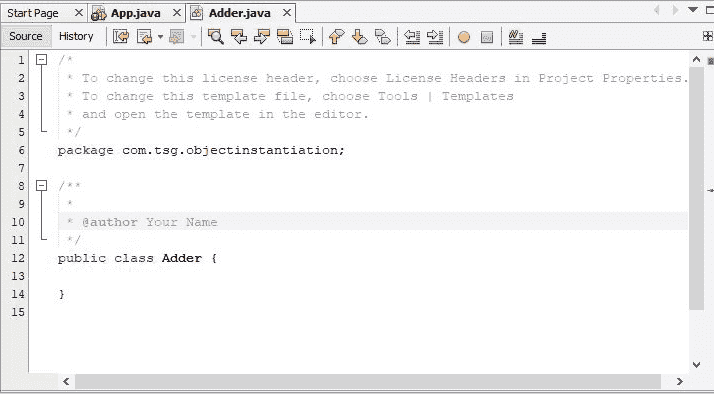 Start Page App.java Adder.java
Source History
1 /*
2 * To change this license header, choose License Headers in Project Properties.
3 * To change this template file, choose Tools | Templates
4 * and open the template in the editor.
5 */
6 package com.tsg.objectinstantiation;
7
8 /**
9 *
10 * @author Your Name
11 */
12 public class Adder {
13
14 }
15